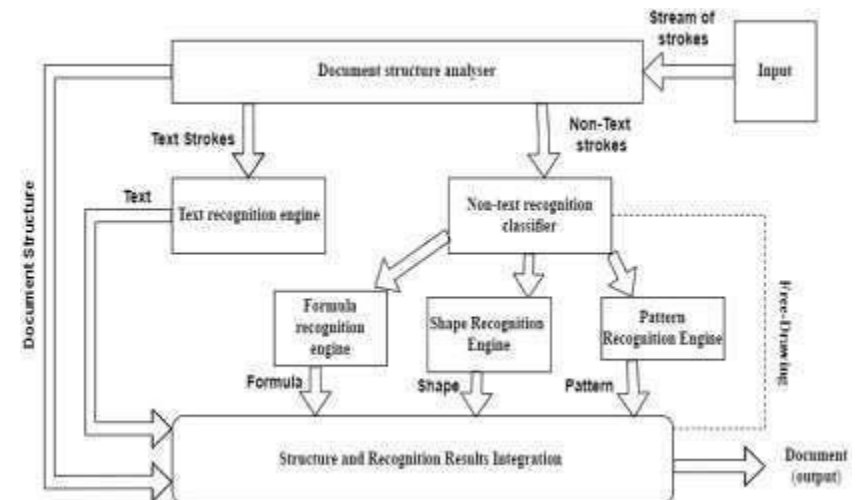 Stream of
strokes
Document structure analyser
Input
Text Strokes
Non-Text
strokes
Document Structure
Text
Text recognition engine
Non-text recognition
classifier
Free-Drawing
Formula
recognition
engine
Shape Recognition
Engine
Pattern
Recognition Engine
Formula
Shape
Pattern
Structure and Recognition Results Integration
Document
(output)